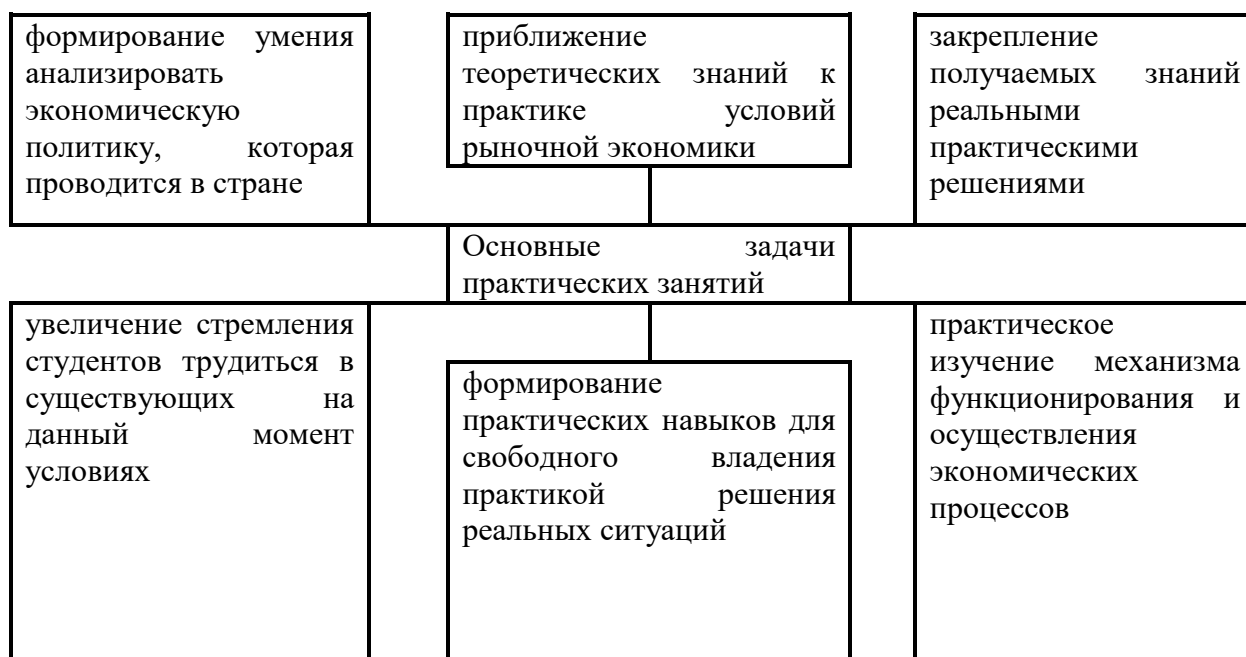 формирование умения
анализировать
экономическую
политику, которая
проводится в стране
приближение
теоретических знаний к
практике условий
рыночной экономики
закрепление
получаемых знаний
реальными
практическими
решениями
Основные задачи
практических занятий
увеличение стремления
студентов трудиться в
существующих на
данный момент
условиях
формирование
практических навыков для
свободного владения
практикой решения
реальных ситуаций
практическое
изучение механизма
функционирования и
осуществления
экономических
процессов